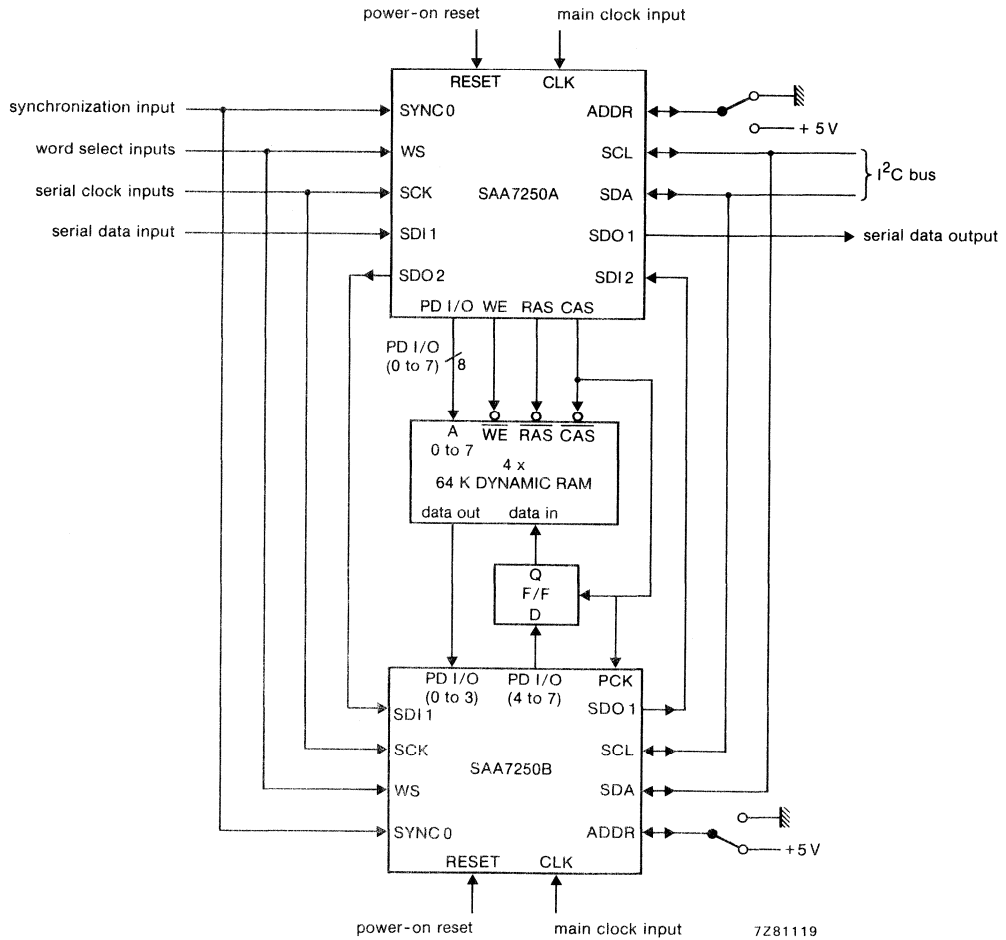 power-on reset
main clock input
RESET
CLK
synchronization input
SYNC 0
ADDR
+ 5 V
word select inputs
WS
SCL
I²C bus
serial clock inputs
SCK
SAA7250A
SDA
serial data input
SDI 1
SDO 1
serial data output
SDO 2
SDI 2
PD I/O
WE
RAS
CAS
PD I/O
(0 to 7)
8
A
0 to 7
WE
RAS
CAS
4 x
64 K DYNAMIC RAM
data out
data in
Q
F/F
D
PD I/O
(0 to 3)
PD I/O
(4 to 7)
PCK
SDI 1
SDO 1
SCK
SCL
SAA7250B
WS
SDA
SYNC 0
ADDR
+5 V
RESET
CLK
power-on reset
main clock input
7Z81119